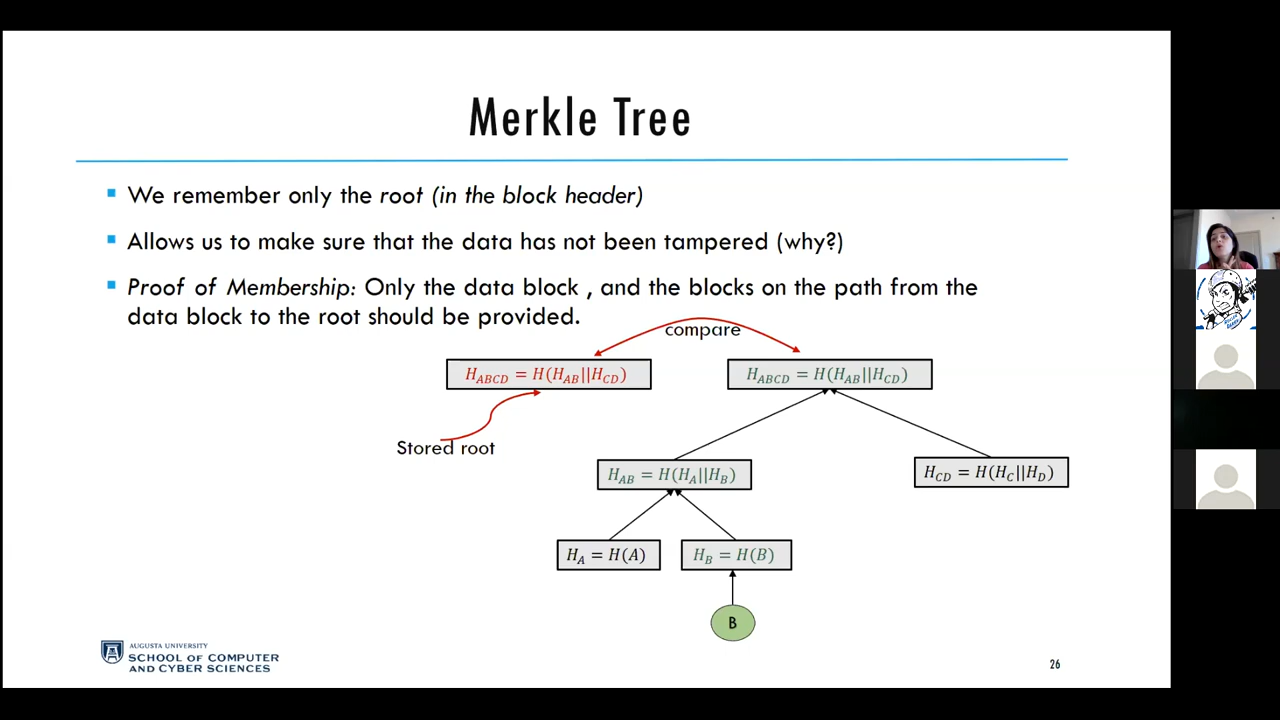 Merkle Tree
▪ We remember only the root (in the block header)
▪ Allows us to make sure that the data has not been tampered (why?)
▪ Proof of Membership: Only the data block , and the blocks on the path from the
data block to the root should be provided.
compare
H_ABCD = H(H_AB||H_CD)
H_ABCD = H(H_AB||H_CD)
Stored root
H_AB = H(H_A||H_B)
H_CD = H(H_C||H_D)
H_A = H(A)
H_B = H(B)
B
AUGUSTA UNIVERSITY
SCHOOL OF COMPUTER
AND CYBER SCIENCES
26